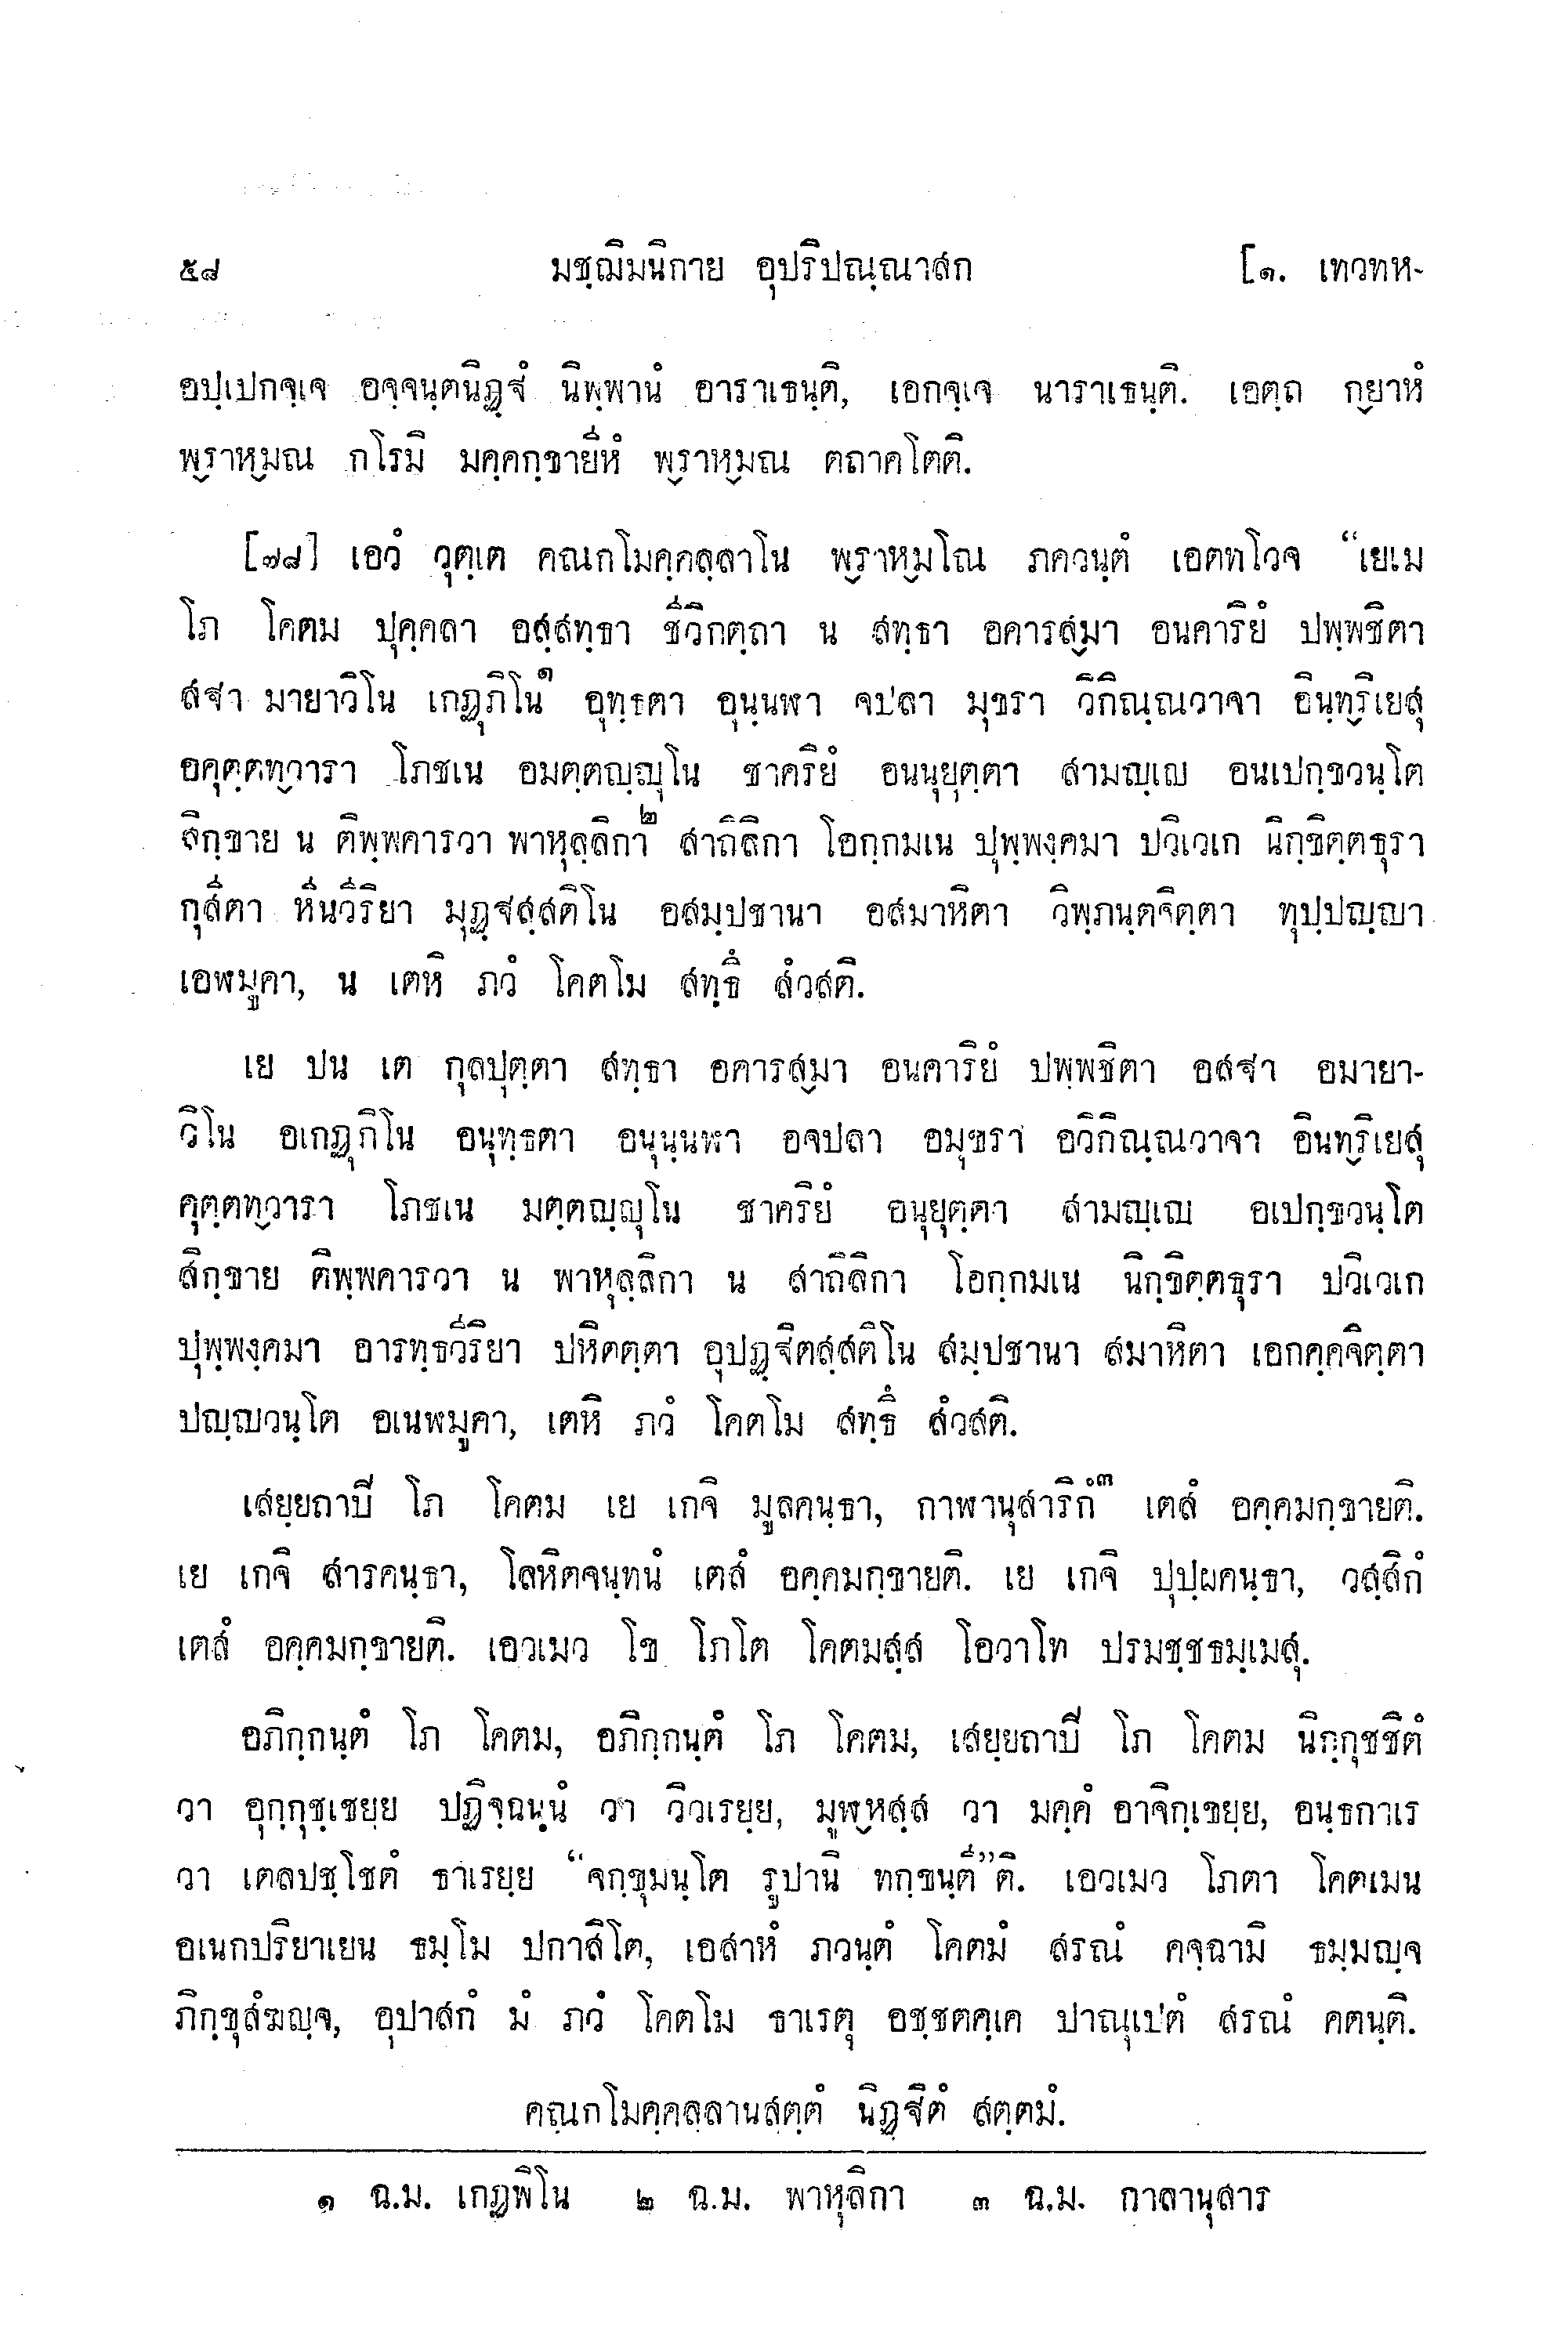 ๕๘ มชฺฌิมนิกาย อุปริปณฺณาสก [๑. เทวทห-
อปฺเปกจฺเจ อจฺจนฺตนิฏฺฐํ นิพฺพานํ อาราเธนฺติ, เอกจฺเจ นาราเธนฺติ. เอตฺถ กฺยาหํ
พฺราหฺมณ กโรมิ มคฺคกฺขายีหํ พฺราหฺมณ ตถาคโตติ.
[๗๘] เอวํ วุตฺเต คณกโมคฺคลฺลาโน พฺราหฺมโณ ภควนฺตํ เอตทโวจ “เยเม
โภ โคตม ปุคฺคลา อสฺสทฺธา ชีวิกตฺถา น สทฺธา อคารสฺมา อนคาริยํ ปพฺพชิตา
สฐา มายาวิโน เกฏุภิโน๑ อุทฺธตา อุนฺนฬา จปลา มุขรา วิกิณฺณวาจา อินฺทฺริเยสุ
อคุตฺตทฺวารา โภชเน อมตฺตญฺญุโน ชาคริยํ อนนุยุตฺตา สามญฺเญ อนเปกฺขวนฺโต
สิกฺขาย น ติพฺพคารวา พาหุลฺลิกา๒ สาถิลิกา โอกฺกมเน ปุพฺพงฺคมา ปวิเวเก นิกฺขิตฺตธุรา
กุสีตา หีนวีริยา มุฏฺฐสฺสติโน อสมฺปชานา อสมาหิตา วิพฺภนฺตจิตฺตา ทุปฺปญฺญา
เอฬมูคา, น เตหิ ภวํ โคตโม สทฺธึ สํวสติ.
เย ปน เต กุลปุตฺตา สทฺธา อคารสฺมา อนคาริยํ ปพฺพชิตา อสฐา อมายา-
วิโน อเกฏุภิโน อนุทฺธตา อนุนฺนฬา อจปลา อมุขรา อวิกิณฺณวาจา อินฺทฺริเยสุ
คุตฺตทฺวารา โภชเน มตฺตญฺญุโน ชาคริยํ อนุยุตฺตา สามญฺเญ อเปกฺขวนฺโต
สิกฺขาย ติพฺพคารวา น พาหุลฺลิกา น สาถิลิกา โอกฺกมเน นิกฺขิตฺตธุรา ปวิเวเก
ปุพฺพงฺคมา อารทฺธวีริยา ปหิตตฺตา อุปฏฺฐิตสฺสติโน สมฺปชานา สมาหิตา เอกคฺคจิตฺตา
ปญฺญวนฺโต อเนฬมูคา, เตหิ ภวํ โคตโม สทฺธึ สํวสติ.
เสยฺยถาปิ โภ โคตม เย เกจิ มูลคนฺธา, กาฬานุสาริกํ๓ เตสํ อคฺคมกฺขายติ.
เย เกจิ สารคนฺธา, โลหิตจนฺทนํ เตสํ อคฺคมกฺขายติ. เย เกจิ ปุปฺผคนฺธา, วสฺสิกํ
เตสํ อคฺคมกฺขายติ. เอวเมว โข โภโต โคตมสฺส โอวาโท ปรมชฺชธมฺเมสุ.
อภิกฺกนฺตํ โภ โคตม, อภิกฺกนฺตํ โภ โคตม, เสยฺยถาปิ โภ โคตม นิกฺกุชชิตํ
วา อุกฺกุชฺเชยฺย ปฏิจฺฉนฺนํ วา วิวเรยฺย, มูฬฺหสฺส วา มคฺคํ อาจิกฺเขยฺย, อนฺธกาเร
วา เตลปชฺโชตํ ธาเรยฺย “จกฺขุมนฺโต รูปานิ ทกฺขนฺตี”ติ. เอวเมว โภตา โคตเมน
อเนกปริยาเยน ธมฺโม ปกาสิโต, เอสาหํ ภวนฺตํ โคตมํ สรณํ คจฺฉามิ ธมฺมญฺจ
ภิกฺขุสํฆญฺจ, อุปาสกํ มํ ภวํ โคตโม ธาเรตุ อชฺชตคฺเค ปาณุเปตํ สรณํ คตนฺติ.
คณกโมคฺคลฺลานสุตฺตํ นิฏฺฐิตํ สตฺตมํ.
๑ ฉ.ม. เกฏุพิโน ๒ ฉ.ม. พาหุลิกา ๓ ฉ.ม. กาลานุสาริ